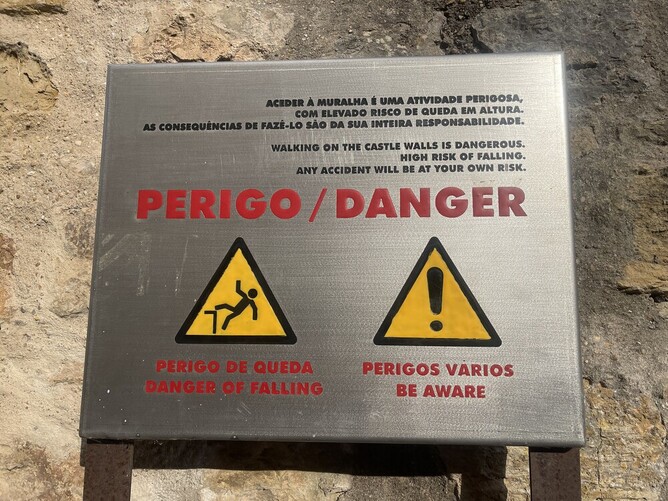 ACEDER À MURALHA É UMA ATIVIDADE PERIGOSA,
COM ELEVADO RISCO DE QUEDA EM ALTURA.
AS CONSEQUÊNCIAS DE FAZÊ-LO SÃO DA SUA INTEIRA RESPONSABILIDADE.
WALKING ON THE CASTLE WALLS IS DANGEROUS.
HIGH RISK OF FALLING.
ANY ACCIDENT WILL BE AT YOUR OWN RISK.
PERIGO / DANGER
!
PERIGO DE QUEDA
DANGER OF FALLING
PERIGOS VÁRIOS
BE AWARE